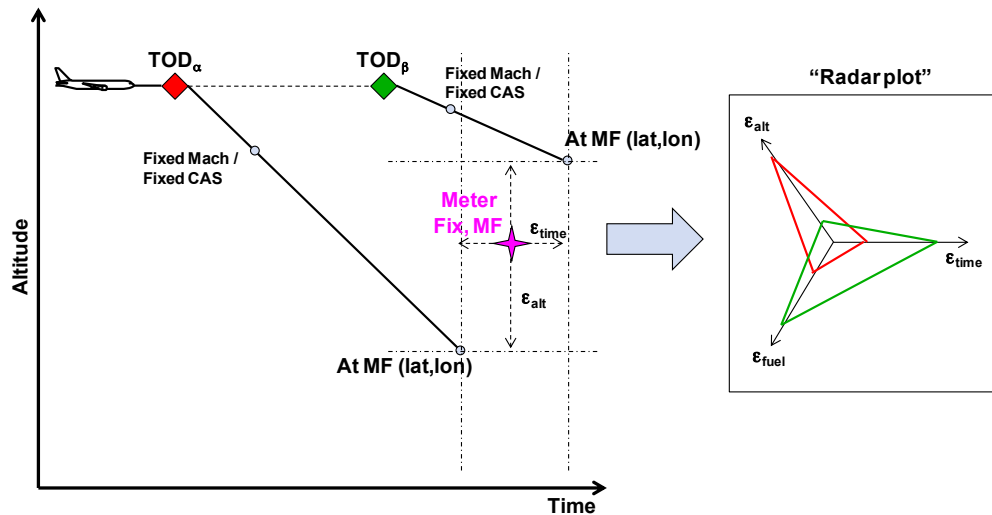 TODα
TODβ
Fixed Mach /
Fixed CAS
At MF (lat,lon)
Fixed Mach /
Fixed CAS
Meter
Fix, MF
εtime
εalt
At MF (lat,lon)
Altitude
Time
“Radar plot”
εalt
εtime
εfuel